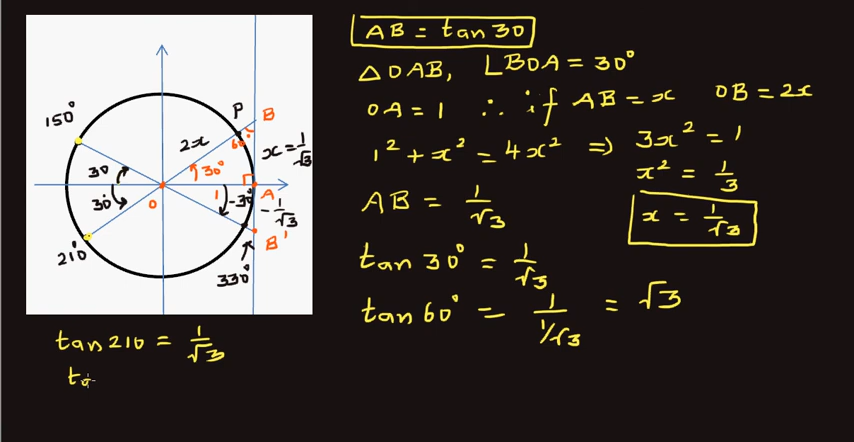 AB = tan 30
△OAB, ∠BOA = 30°
OA = 1 ∴ if AB = x OB = 2x
1² + x² = 4x² ⇒ 3x² = 1
x² = 1/3
x = 1/√3
AB = 1/√3
tan 30° = 1/√3
tan 60° = 1/(1/√3) = √3
150°
P
B
2x
60°
x = 1/√3
30
30°
30°
O
1
-30°
A
-1/√3
B'
210°
330°
tan 210 = 1/√3
ta